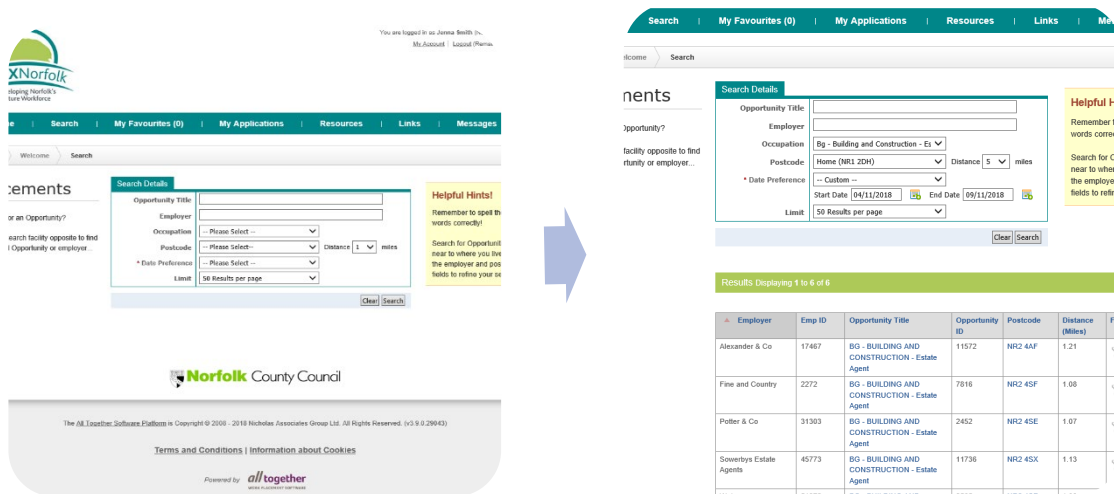 You are logged in as Jenna Smith
My Account | Logout
XNorfolk
eloping Norfolk's
ture Workforce
e | Search | My Favourites (0) | My Applications | Resources | Links | Messages
Welcome Search
cements
or an Opportunity?
earch facility opposite to find
l Opportunity or employer...
Search Details
Opportunity Title
Employer
Occupation -- Please Select --
Postcode -- Please Select-- Distance 1 miles
* Date Preference -- Please Select --
Limit 50 Results per page
Clear Search
Helpful Hints!
Remember to spell th
words correctly!
Search for Opportunit
near to where you live
the employer and pos
fields to refine your se
Norfolk County Council
The All Together Software Platform is Copyright © 2008 - 2018 Nicholas Associates Group Ltd. All Rights Reserved. (v3.9.0.29043)
Terms and Conditions | Information about Cookies
Powered by alltogether
WORK PLACEMENT SOFTWARE
Search | My Favourites (0) | My Applications | Resources | Links | Me
elcome Search
ments
Opportunity?
facility opposite to find
rtunity or employer...
Search Details
Opportunity Title
Employer
Occupation Bg - Building and Construction - Es
Postcode Home (NR1 2DH) Distance 5 miles
* Date Preference -- Custom --
Start Date 04/11/2018 End Date 09/11/2018
Limit 50 Results per page
Clear Search
Helpful H
Remember t
words corre
Search for O
near to wher
the employe
fields to refin
Results Displaying 1 to 6 of 6
Employer Emp ID Opportunity Title Opportunity ID Postcode Distance (Miles) F
Alexander & Co 17467 BG - BUILDING AND CONSTRUCTION - Estate Agent 11572 NR2 4AF 1.21
Fine and Country 2272 BG - BUILDING AND CONSTRUCTION - Estate Agent 7816 NR2 4SF 1.08
Potter & Co 31303 BG - BUILDING AND CONSTRUCTION - Estate Agent 2452 NR2 4SE 1.07
Sowerbys Estate Agents 45773 BG - BUILDING AND CONSTRUCTION - Estate Agent 11736 NR2 4SX 1.13